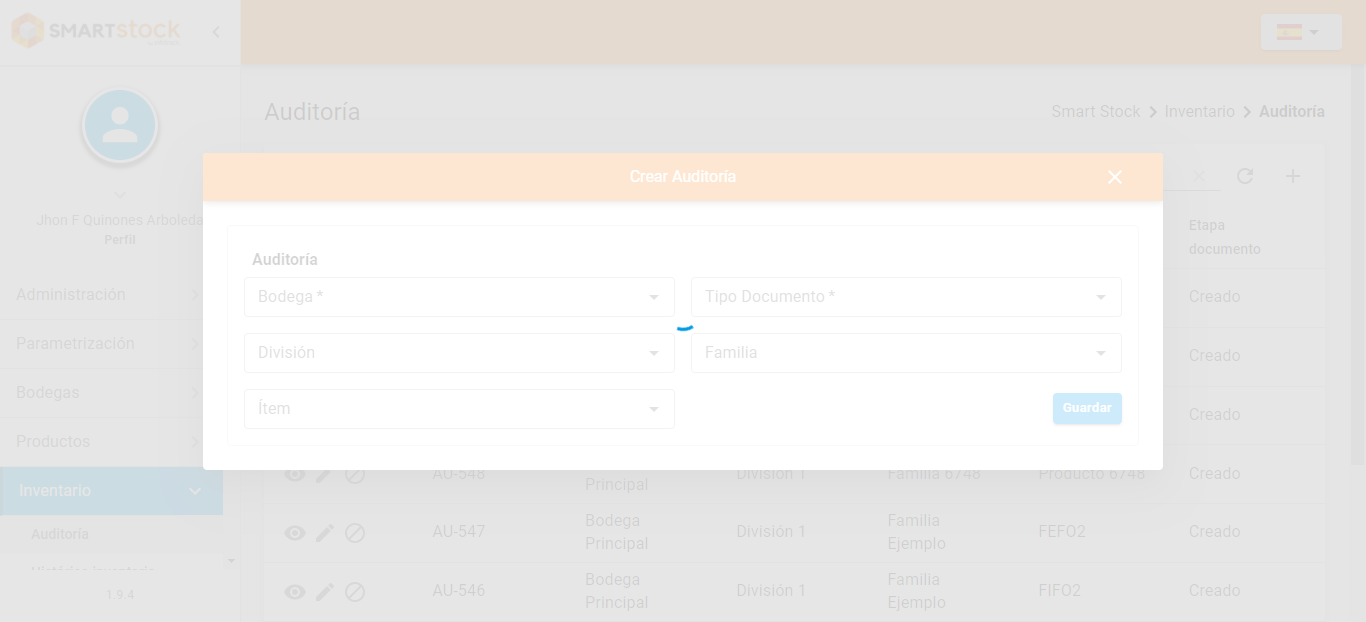 SMARTstock
Auditoría
Smart Stock > Inventario > Auditoría
Crear Auditoría
Jhon F Quinones Arboleda
Perfil
Etapa
documento
Auditoría
Bodega *
Tipo Documento *
División
Familia
Ítem
Guardar
Administración
Parametrización
Bodegas
Productos
Inventario
Auditoría
Histórico inventario
1.9.4
Creado
Creado
Creado
AU-548
Principal
División 1
Familia 6748
Producto 6748
Creado
AU-547
Bodega
Principal
División 1
Familia
Ejemplo
FEFO2
Creado
AU-546
Bodega
Principal
División 1
Familia
Ejemplo
FIFO2
Creado